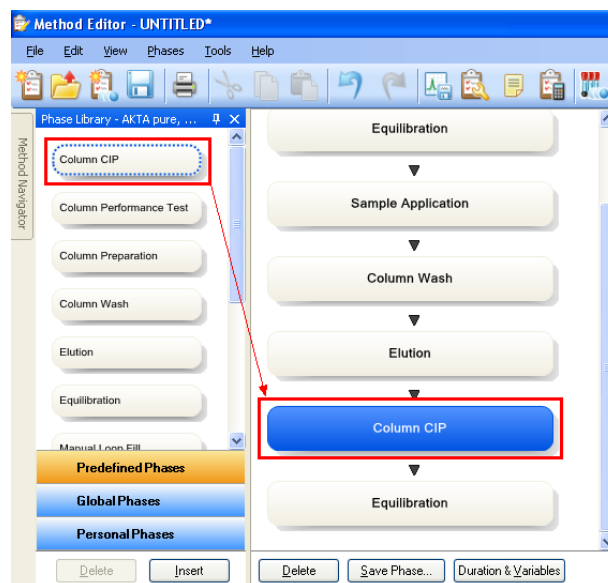 Method Editor - UNTITLED*
File Edit View Phases Tools Help
Method Navigator
Phase Library - AKTA pure, ...
Column CIP
Column Performance Test
Column Preparation
Column Wash
Elution
Equilibration
Manual Loop Fill
Predefined Phases
Global Phases
Personal Phases
Delete Insert
Equilibration
Sample Application
Column Wash
Elution
Column CIP
Equilibration
Delete Save Phase... Duration & Variables